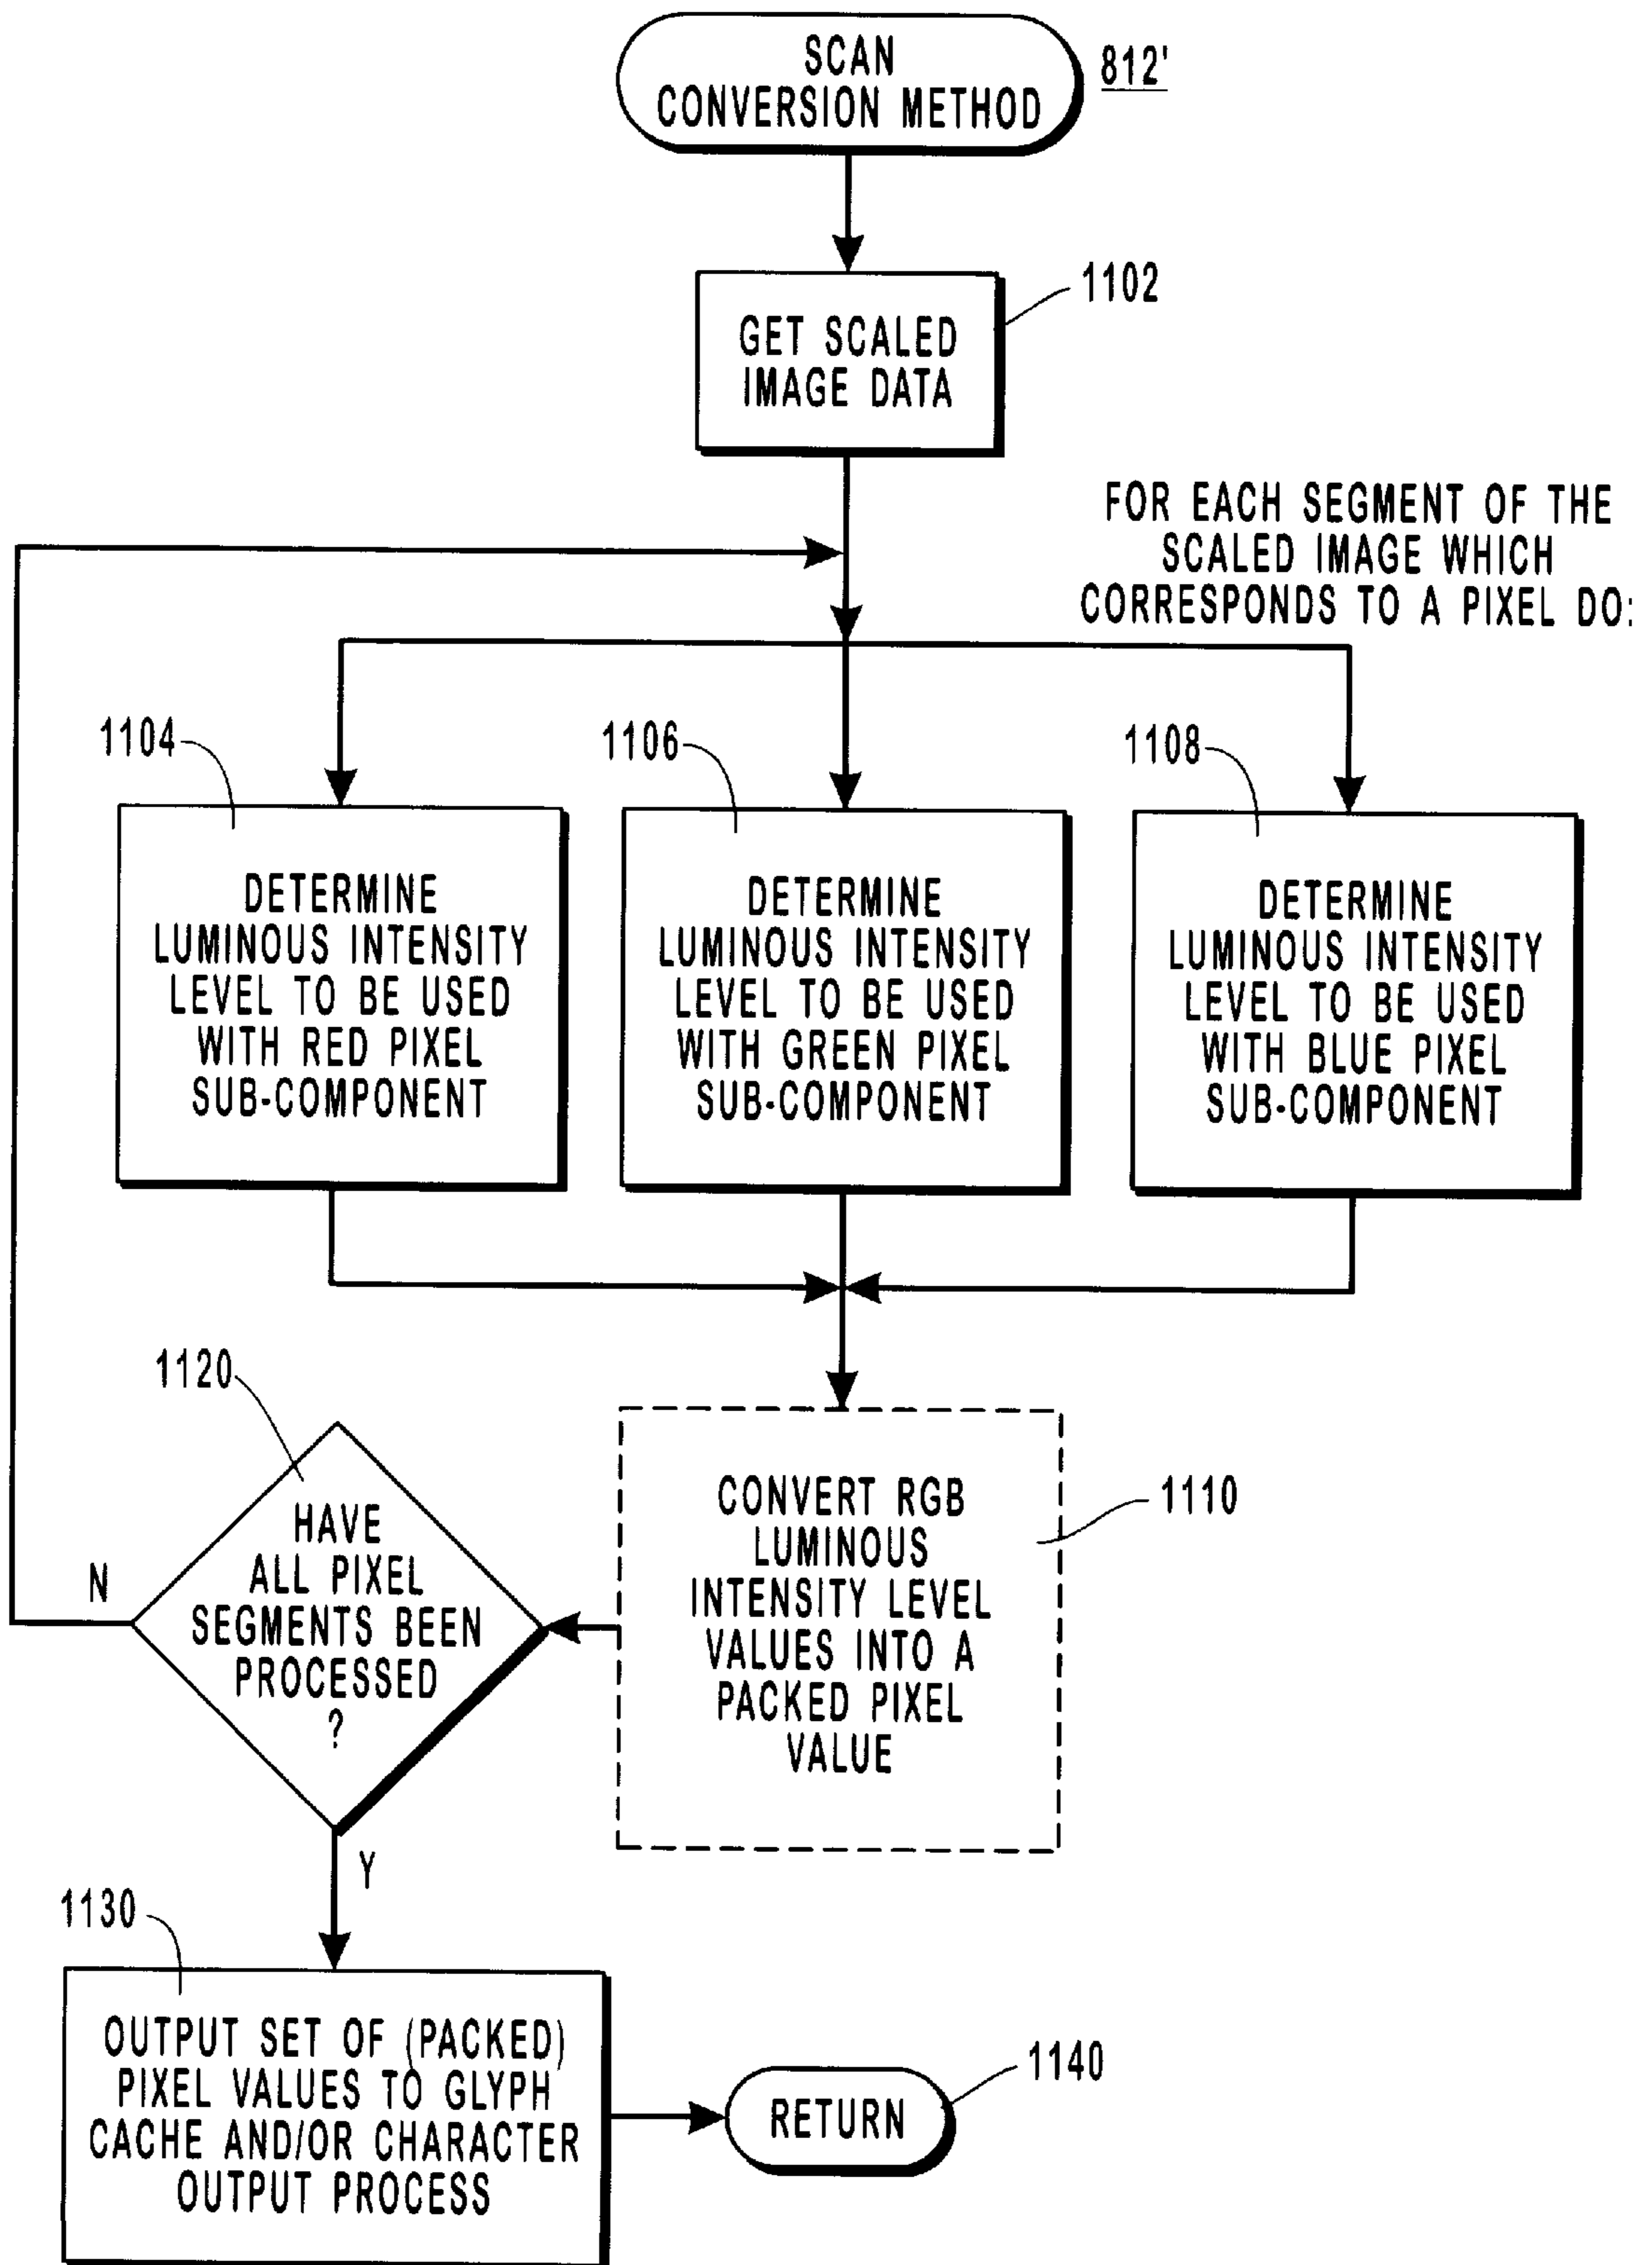 SCAN
CONVERSION METHOD
812'
GET SCALED
IMAGE DATA
1102
FOR EACH SEGMENT OF THE
SCALED IMAGE WHICH
CORRESPONDS TO A PIXEL DO:
1104
DETERMINE
LUMINOUS INTENSITY
LEVEL TO BE USED
WITH RED PIXEL
SUB-COMPONENT
1106
DETERMINE
LUMINOUS INTENSITY
LEVEL TO BE USED
WITH GREEN PIXEL
SUB-COMPONENT
1108
DETERMINE
LUMINOUS INTENSITY
LEVEL TO BE USED
WITH BLUE PIXEL
SUB-COMPONENT
CONVERT RGB
LUMINOUS
INTENSITY LEVEL
VALUES INTO A
PACKED PIXEL
VALUE
1110
1120
HAVE
ALL PIXEL
SEGMENTS BEEN
PROCESSED
?
N
Y
1130
OUTPUT SET OF (PACKED)
PIXEL VALUES TO GLYPH
CACHE AND/OR CHARACTER
OUTPUT PROCESS
RETURN
1140